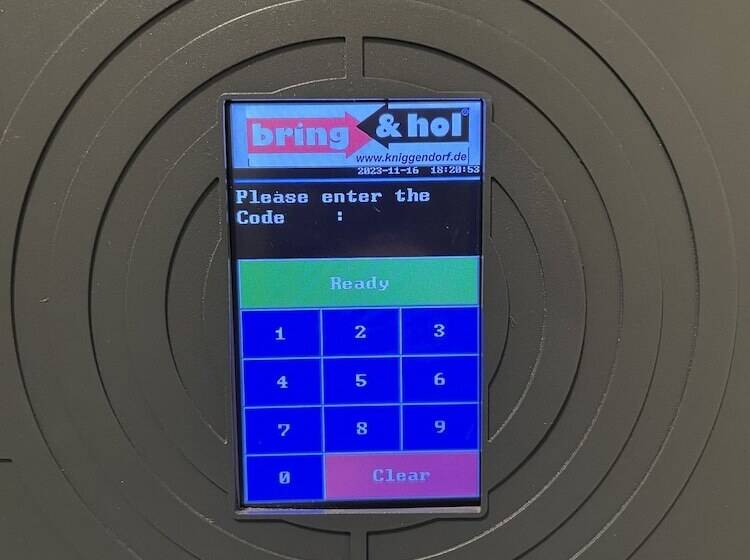 bring & hol
www.kniggendorf.de
2023-11-16 18:20:53
Please enter the
Code :
Ready
1 2 3
4 5 6
7 8 9
0 Clear